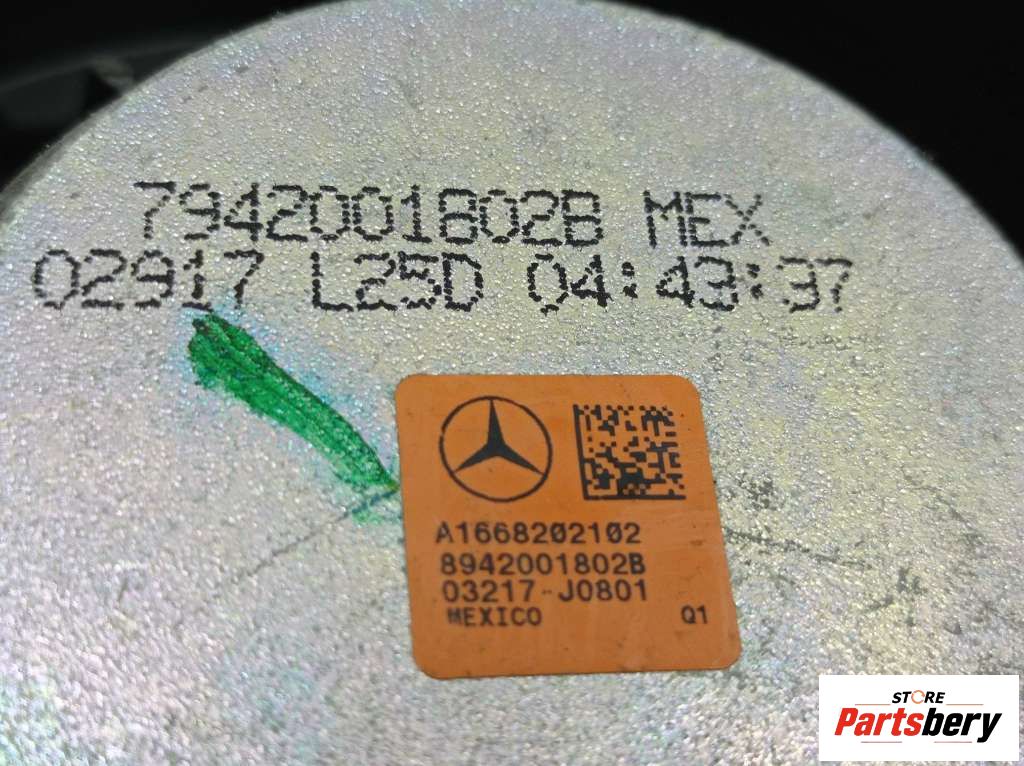 7942001802B MEX
02917 L25D 04:43:37
A1668202102
8942001802B
03217-J0801
MEXICO Q1
STORE
Partsbery